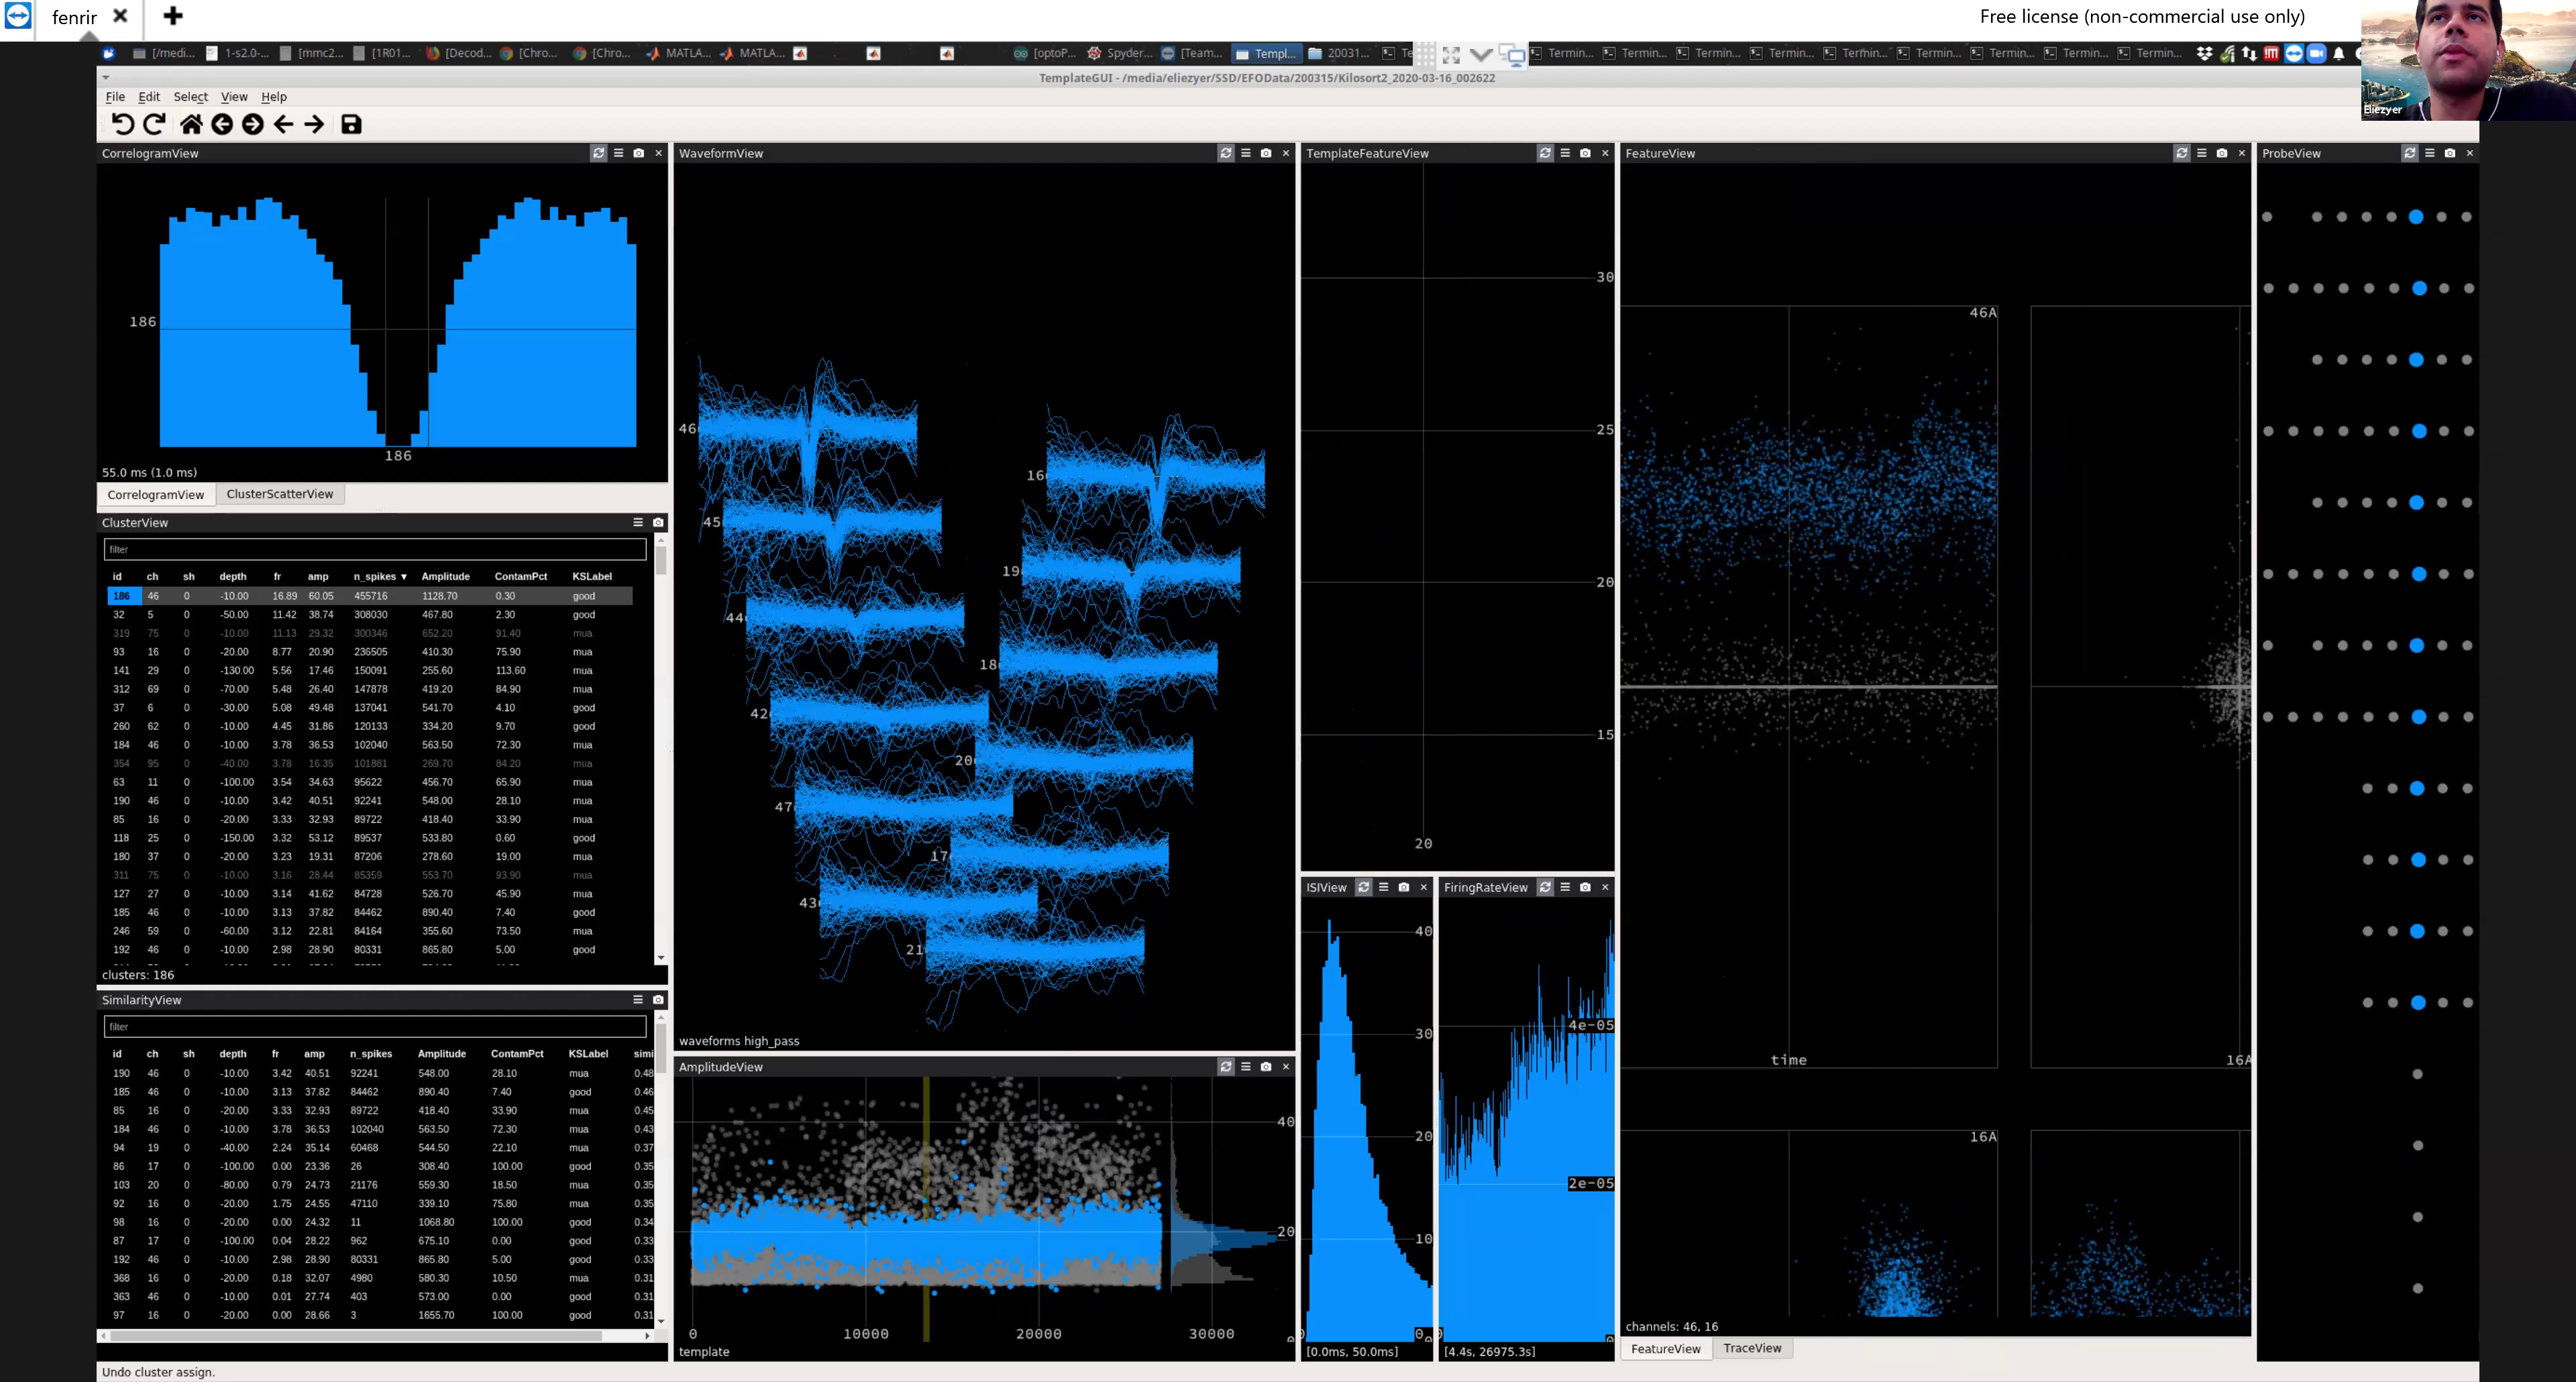 fenrir
Free license (non-commercial use only)
[/medi... 1-s2.0-... [mmc2... [1R01... [Decod... [Chro... [Chro... MATLA... MATLA... [optoP... Spyder... [Team... Templ... 20031... Te Termin... Termin... Termin... Termin... Termin... Termin... Termin... Termin... Termin...
TemplateGUI - /media/eliezyer/SSD/EFOData/200315/Kilosort2_2020-03-16_002622
Eliezyer
File Edit Select View Help
CorrelogramView
186
186
55.0 ms (1.0 ms)
CorrelogramView ClusterScatterView
ClusterView
filter
id ch sh depth fr amp n_spikes ▼ Amplitude ContamPct KSLabel
186 46 0 -10.00 16.89 60.05 455716 1128.70 0.30 good
32 5 0 -50.00 11.42 38.74 308030 467.80 2.30 good
319 75 0 -10.00 11.13 29.32 300346 652.20 91.40 mua
93 16 0 -20.00 8.77 20.90 236505 410.30 75.90 mua
141 29 0 -130.00 5.56 17.46 150091 255.60 113.60 mua
312 69 0 -70.00 5.48 26.40 147878 419.20 84.90 mua
37 6 0 -30.00 5.08 49.48 137041 541.70 4.10 good
260 62 0 -10.00 4.45 31.86 120133 334.20 9.70 good
184 46 0 -10.00 3.78 36.53 102040 563.50 72.30 mua
354 95 0 -40.00 3.78 16.35 101881 269.70 84.20 mua
63 11 0 -100.00 3.54 34.63 95622 456.70 65.90 mua
190 46 0 -10.00 3.42 40.51 92241 548.00 28.10 mua
85 16 0 -20.00 3.33 32.93 89722 418.40 33.90 mua
118 25 0 -150.00 3.32 53.12 89537 533.80 0.60 good
180 37 0 -20.00 3.23 19.31 87206 278.60 19.00 mua
311 75 0 -10.00 3.16 28.44 85359 553.70 93.90 mua
127 27 0 -10.00 3.14 41.62 84728 526.70 45.90 mua
185 46 0 -10.00 3.13 37.82 84462 890.40 7.40 good
246 59 0 -60.00 3.12 22.81 84164 355.60 73.50 mua
192 46 0 -10.00 2.98 28.90 80331 865.80 5.00 good
clusters: 186
SimilarityView
filter
id ch sh depth fr amp n_spikes Amplitude ContamPct KSLabel simi
190 46 0 -10.00 3.42 40.51 92241 548.00 28.10 mua 0.48
185 46 0 -10.00 3.13 37.82 84462 890.40 7.40 good 0.46
85 16 0 -20.00 3.33 32.93 89722 418.40 33.90 mua 0.45
184 46 0 -10.00 3.78 36.53 102040 563.50 72.30 mua 0.43
94 19 0 -40.00 2.24 35.14 60468 544.50 22.10 mua 0.37
86 17 0 -100.00 0.00 23.36 26 308.40 100.00 good 0.35
103 20 0 -80.00 0.79 24.73 21176 559.30 18.50 mua 0.35
92 16 0 -20.00 1.75 24.55 47110 339.10 75.80 mua 0.35
98 16 0 -20.00 0.00 24.32 11 1068.80 100.00 good 0.34
87 17 0 -100.00 0.04 28.22 962 675.10 0.00 good 0.33
192 46 0 -10.00 2.98 28.90 80331 865.80 5.00 good 0.33
368 16 0 -20.00 0.18 32.07 4980 580.30 10.50 mua 0.31
363 46 0 -10.00 0.01 27.74 403 573.00 0.00 good 0.31
97 16 0 -20.00 0.00 28.66 3 1655.70 100.00 good 0.31
Undo cluster assign.
WaveformView
46
16
45
19
44
18
42
20
47
17
43
21
waveforms high_pass
AmplitudeView
40
20
0
0 10000 20000 30000
template
TemplateFeatureView
30
25
20
15
20
ISIView
40
30
20
10
0
[0.0ms, 50.0ms]
FiringRateView
4e-05
2e-05
0
[4.4s, 26975.3s]
FeatureView
46A
time
16A
16A
channels: 46, 16
FeatureView TraceView
ProbeView